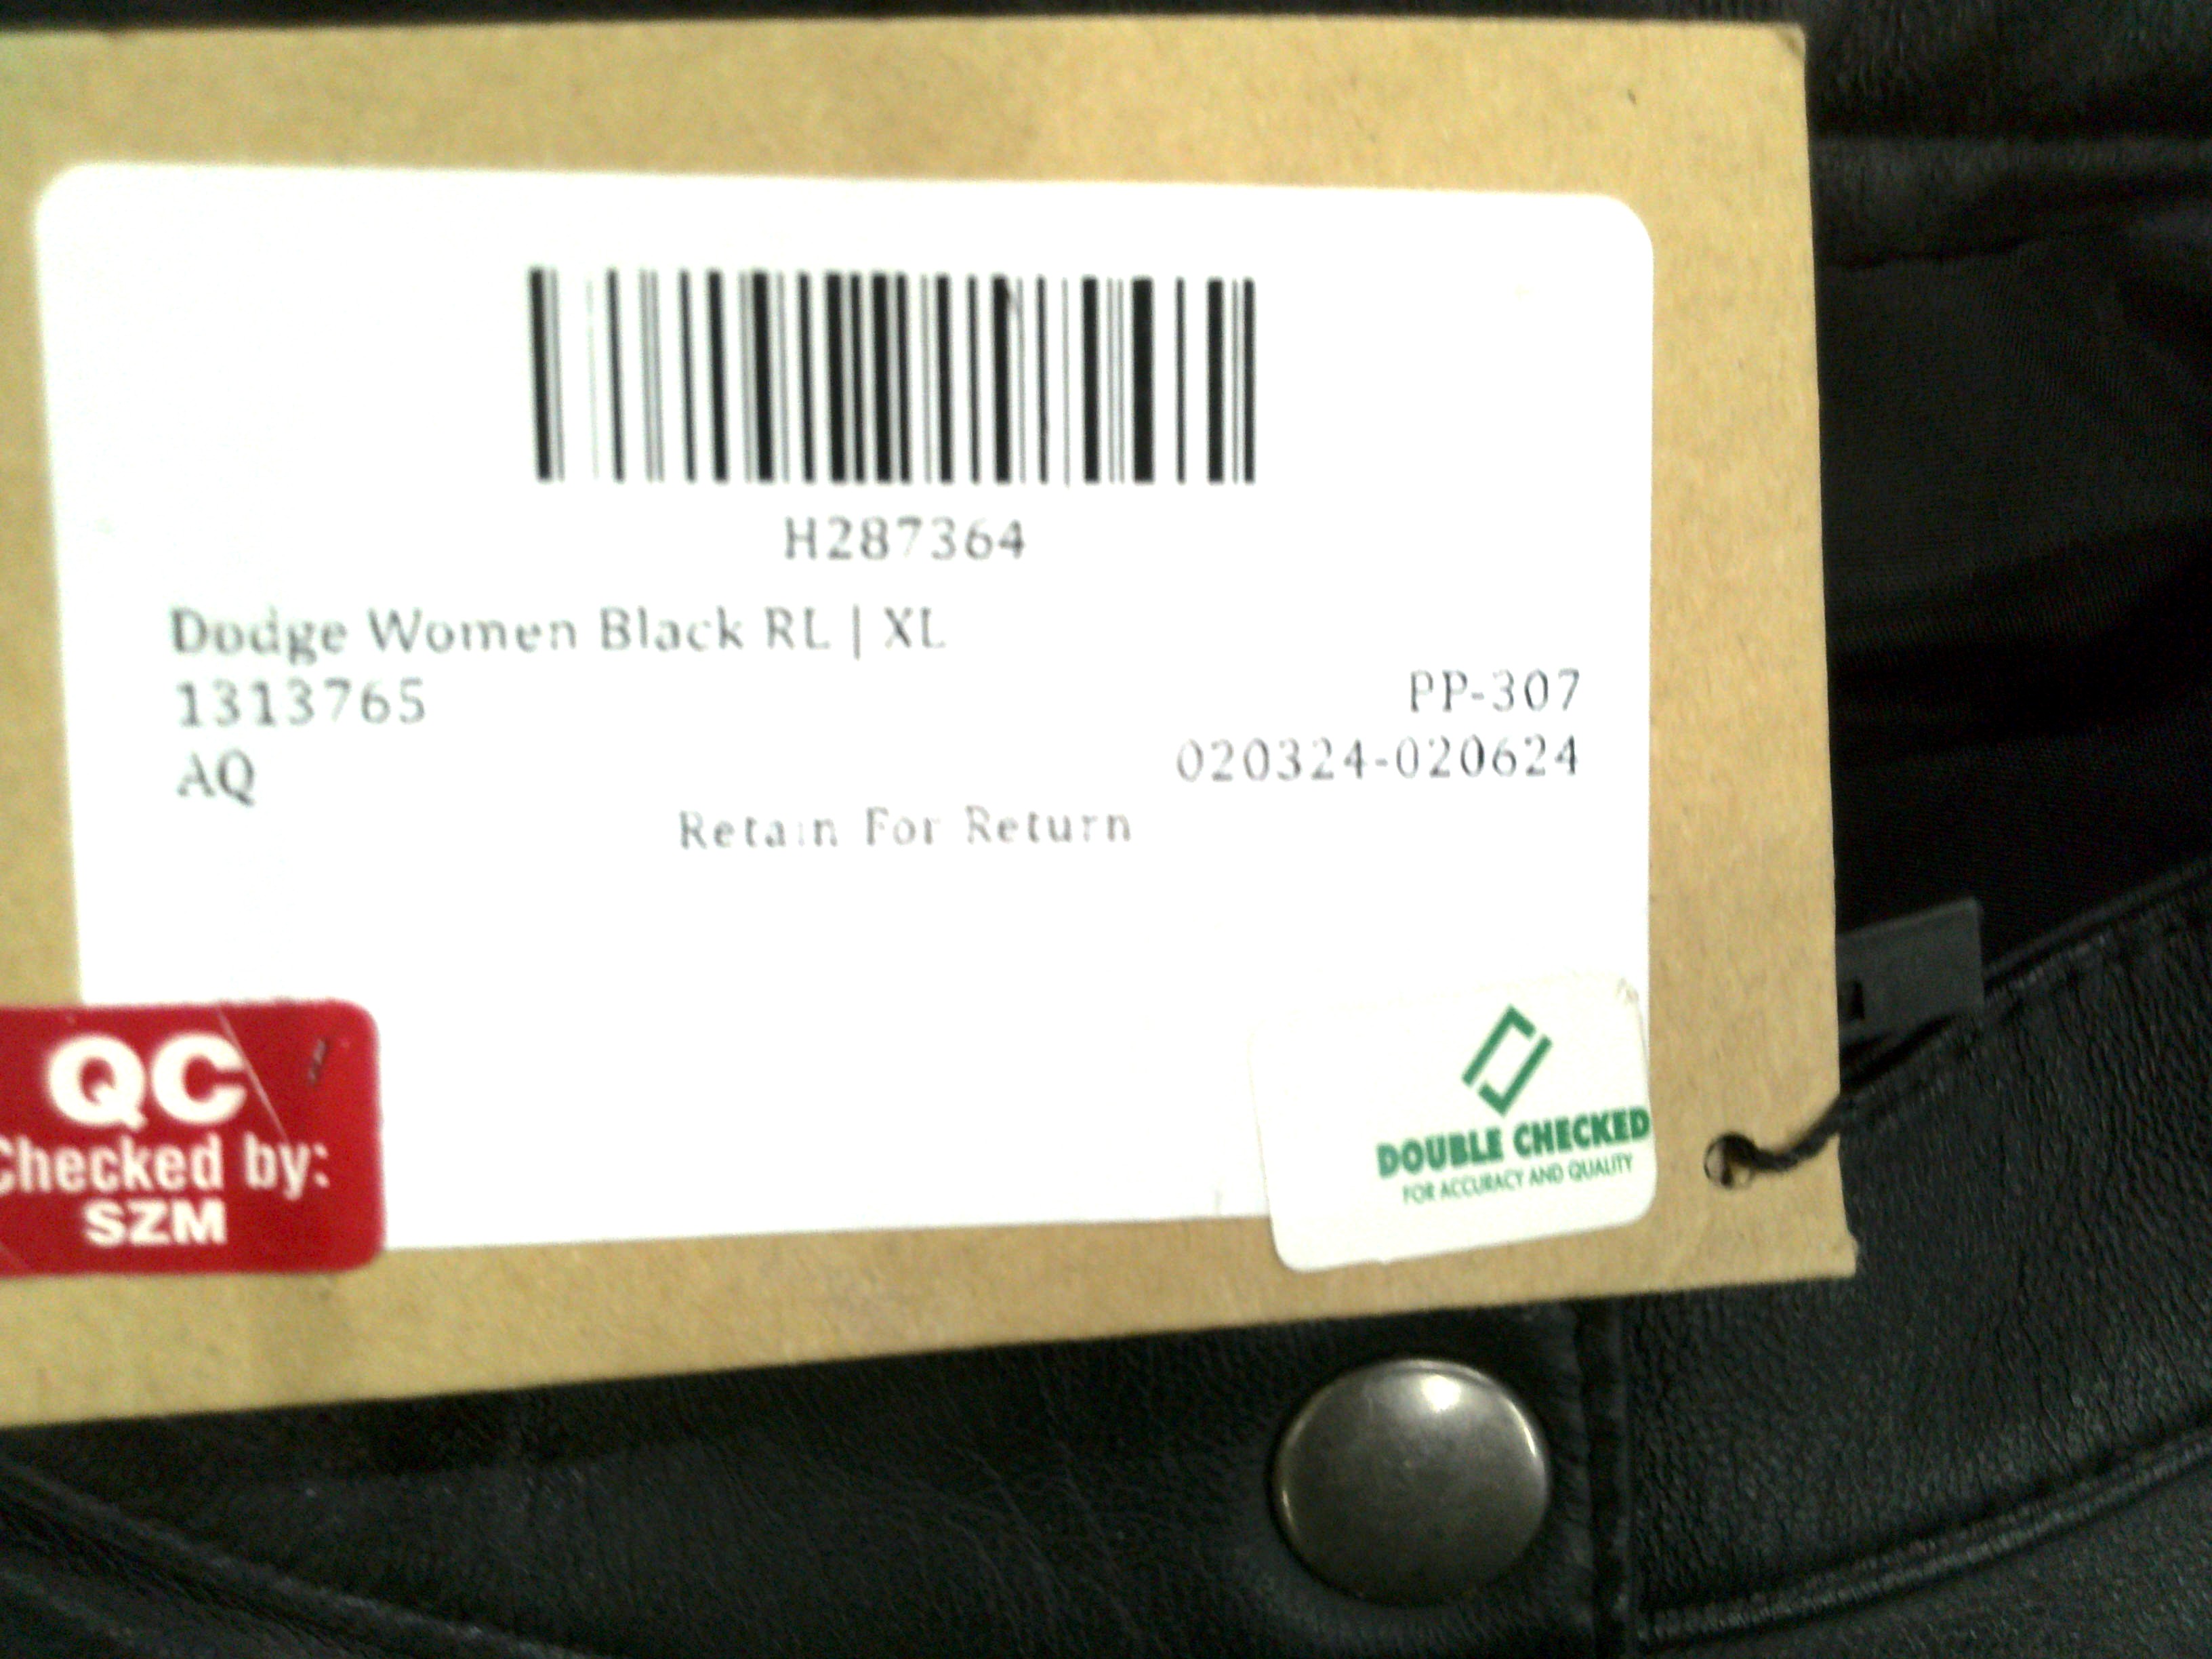 H287364
Dodge Women Black RL | XL
1313765
PP-307
AQ
020324-020624
Retain For Return
QC
Checked by:
SZM
DOUBLE CHECKED
FOR ACCURACY AND QUALITY